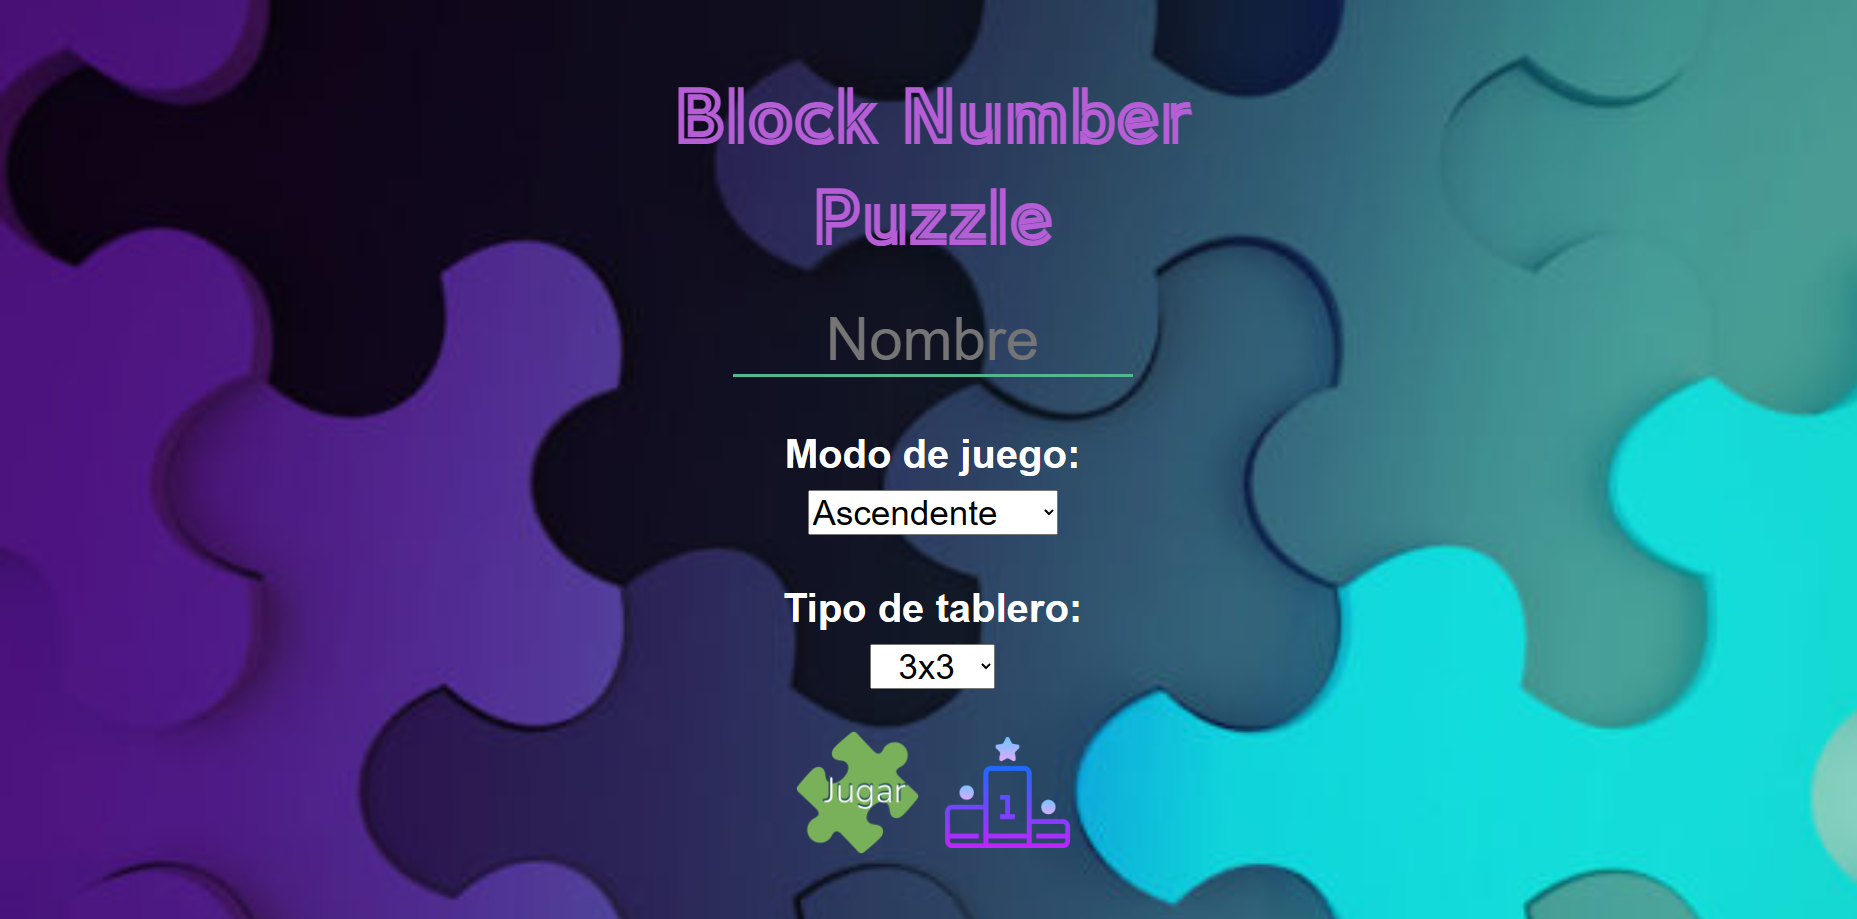 Block Number
Puzzle
Nombre
Modo de juego:
Ascendente
Tipo de tablero:
3x3
Jugar
1